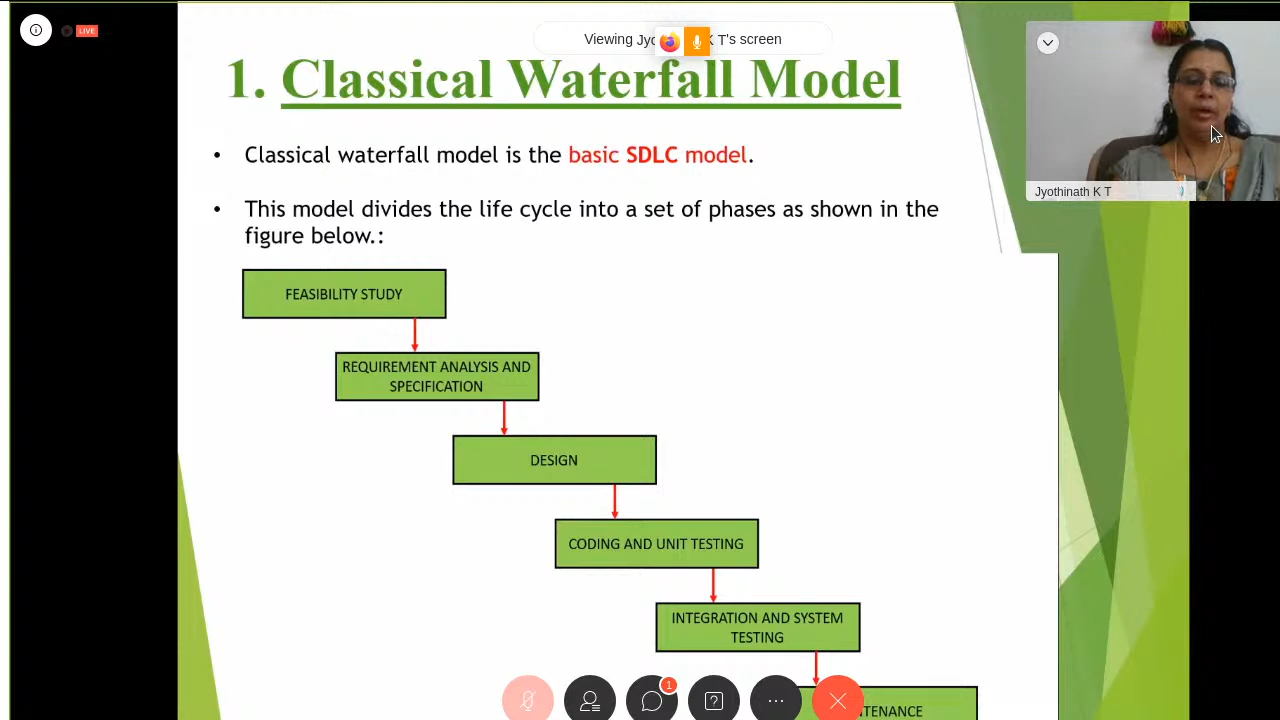 LIVE
Viewing Jyo K T's screen
1. Classical Waterfall Model
• Classical waterfall model is the basic SDLC model.
• This model divides the life cycle into a set of phases as shown in the
figure below.:
Jyothinath K T
FEASIBILITY STUDY
REQUIREMENT ANALYSIS AND
SPECIFICATION
DESIGN
CODING AND UNIT TESTING
INTEGRATION AND SYSTEM
TESTING
1
TENANCE